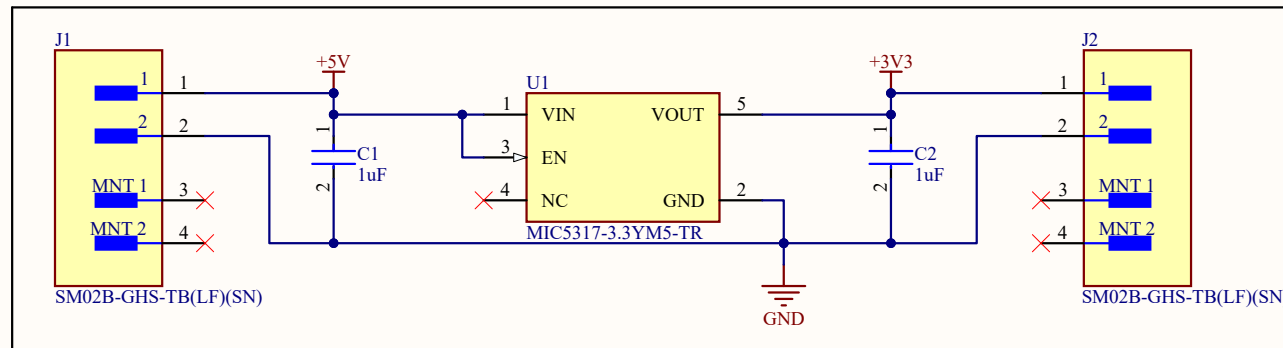 J1
1
1
2
2
MNT 1
3
MNT 2
4
SM02B-GHS-TB(LF)(SN)
+5V
1
C1
1uF
2
U1
1
VIN
VOUT
5
3
EN
4
NC
GND
2
MIC5317-3.3YM5-TR
GND
+3V3
1
C2
1uF
2
J2
1
1
2
2
3
MNT 1
4
MNT 2
SM02B-GHS-TB(LF)(SN